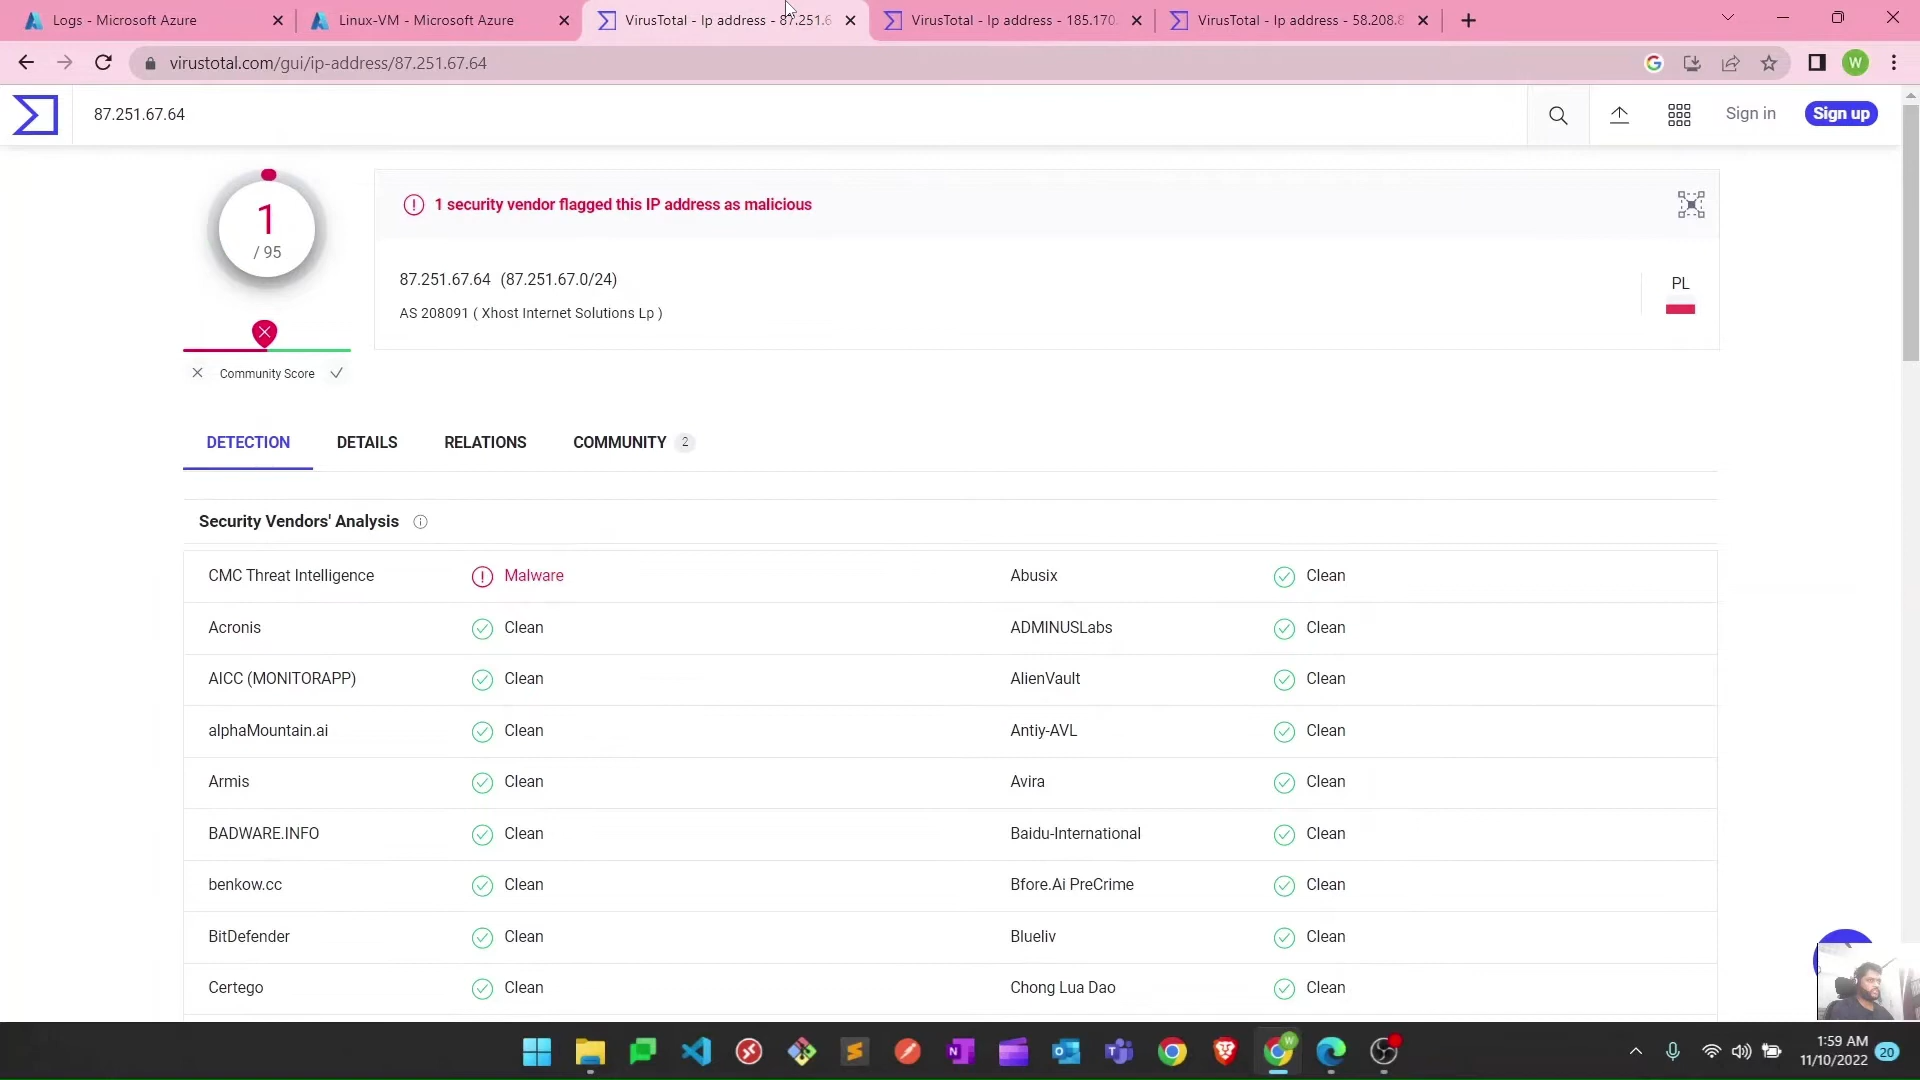 Logs - Microsoft Azure
Linux-VM - Microsoft Azure
VirusTotal - Ip address - 87.251.6
VirusTotal - Ip address - 185.170.
VirusTotal - Ip address - 58.208.8
virustotal.com/gui/ip-address/87.251.67.64
W
87.251.67.64
Sign in
Sign up
1
/ 95
1 security vendor flagged this IP address as malicious
87.251.67.64 (87.251.67.0/24)
AS 208091 ( Xhost Internet Solutions Lp )
PL
Community Score
DETECTION
DETAILS
RELATIONS
COMMUNITY 2
Security Vendors' Analysis
CMC Threat Intelligence Malware Abusix Clean
Acronis Clean ADMINUSLabs Clean
AICC (MONITORAPP) Clean AlienVault Clean
alphaMountain.ai Clean Antiy-AVL Clean
Armis Clean Avira Clean
BADWARE.INFO Clean Baidu-International Clean
benkow.cc Clean Bfore.Ai PreCrime Clean
BitDefender Clean Blueliv Clean
Certego Clean Chong Lua Dao Clean
1:59 AM
11/10/2022
20